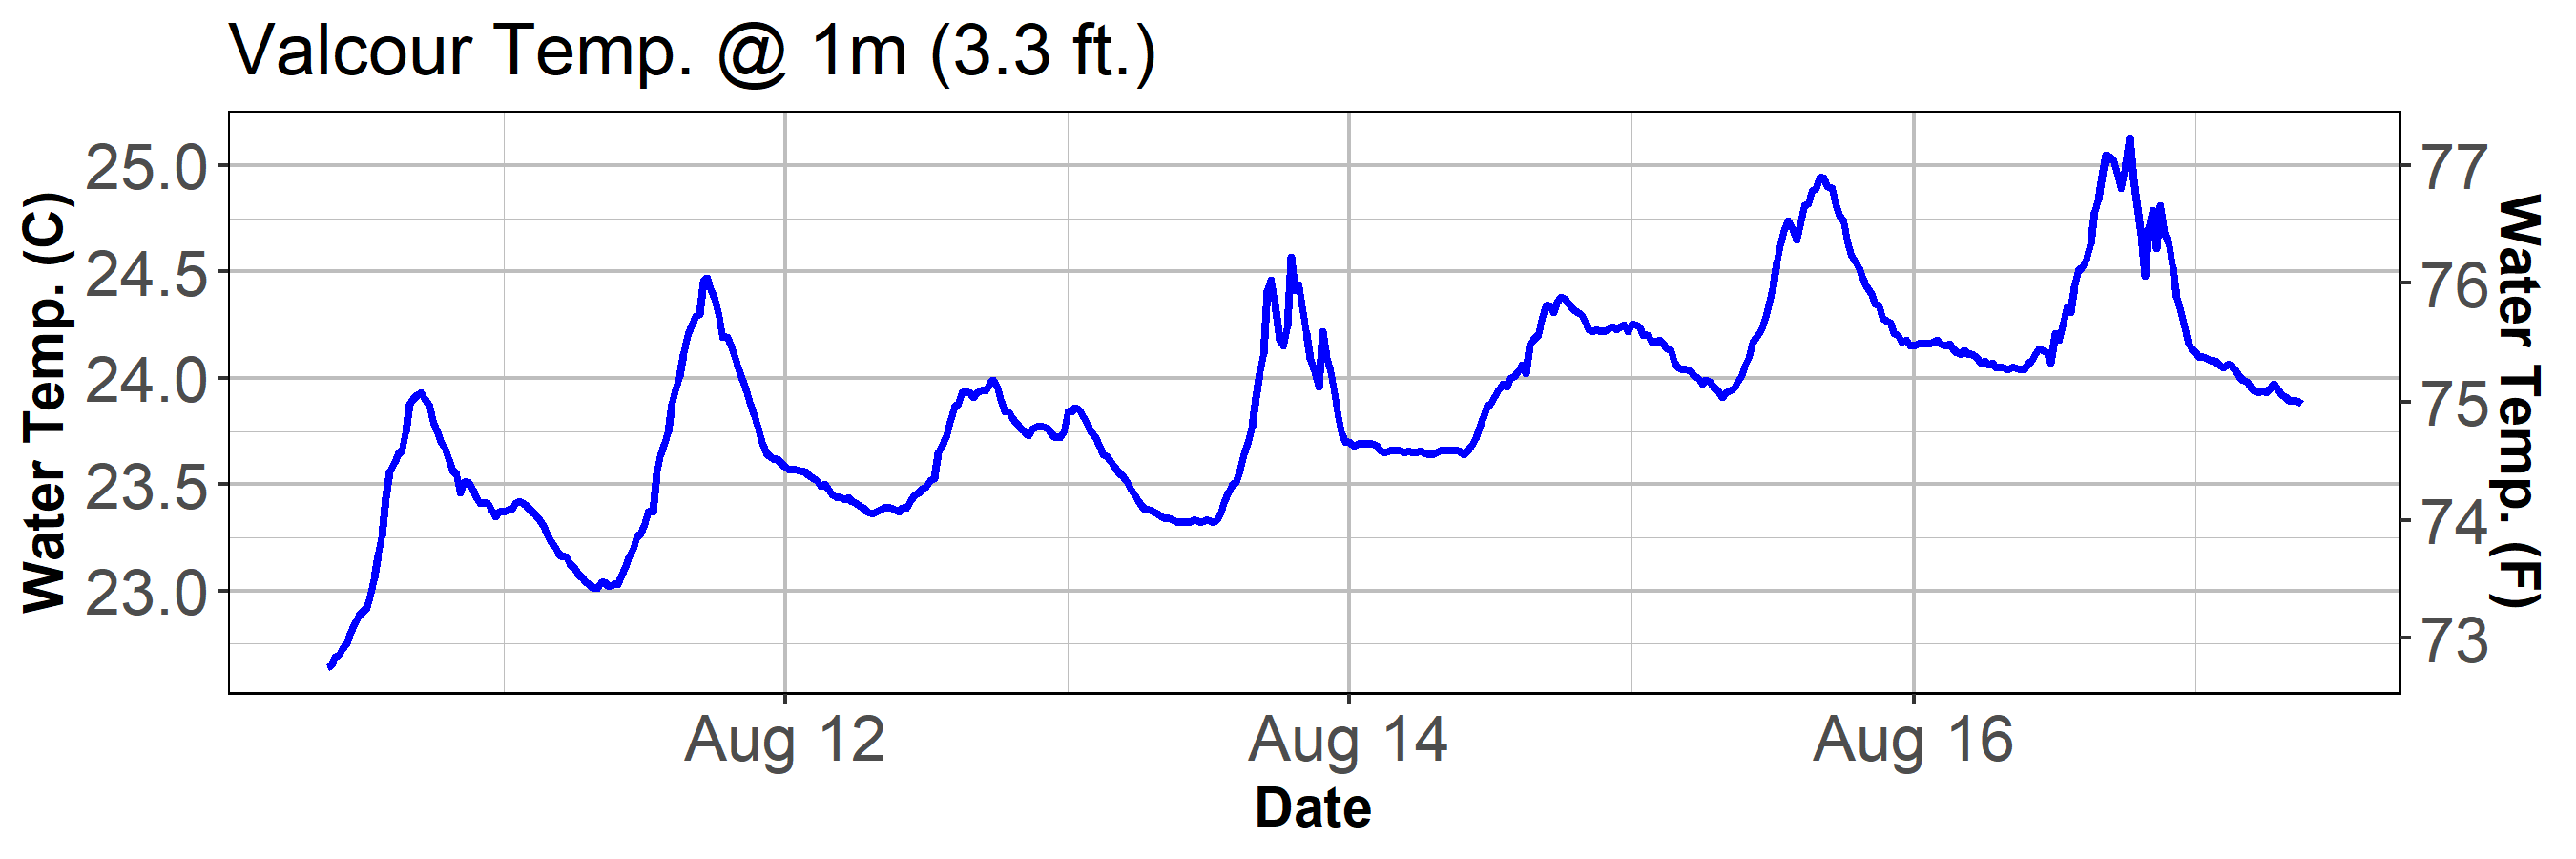 Valcour Temp. @ 1m (3.3 ft.)
Water Temp. (C)
25.0
24.5
24.0
23.5
23.0
77
76
75
74
73
Water Temp. (F)
Aug 12
Aug 14
Aug 16
Date